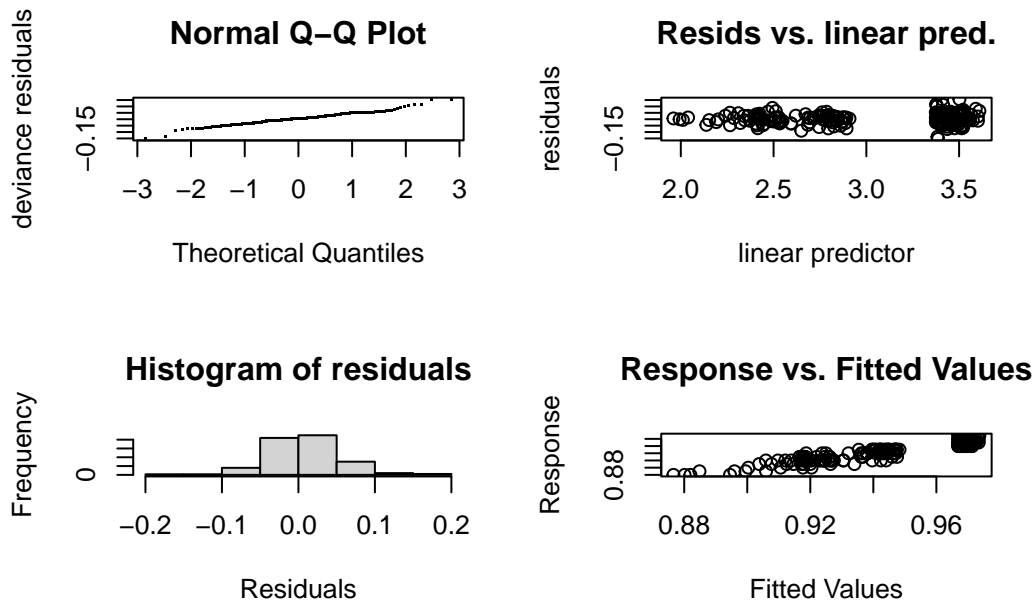 Normal Q−Q Plot
deviance residuals
−0.15
−3 −2 −1 0 1 2 3
Theoretical Quantiles
Resids vs. linear pred.
residuals
−0.15
2.0 2.5 3.0 3.5
linear predictor
Histogram of residuals
Frequency
0
−0.2 −0.1 0.0 0.1 0.2
Residuals
Response vs. Fitted Values
Response
0.88
0.88 0.92 0.96
Fitted Values